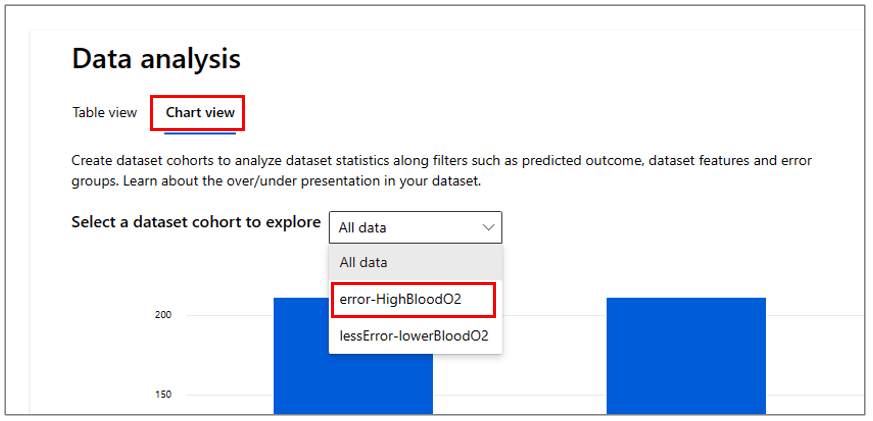 Data analysis
Table view Chart view
Create dataset cohorts to analyze dataset statistics along filters such as predicted outcome, dataset features and error
groups. Learn about the over/under presentation in your dataset.
Select a dataset cohort to explore All data
All data
error-HighBloodO2
200
lessError-lowerBloodO2
150